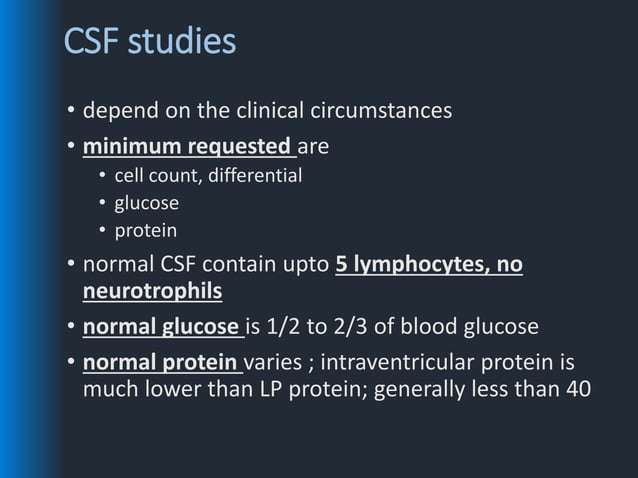 CSF studies
• depend on the clinical circumstances
• minimum requested are
• cell count, differential
• glucose
• protein
• normal CSF contain upto 5 lymphocytes, no
neurotrophils
• normal glucose is 1/2 to 2/3 of blood glucose
• normal protein varies ; intraventricular protein is
much lower than LP protein; generally less than 40